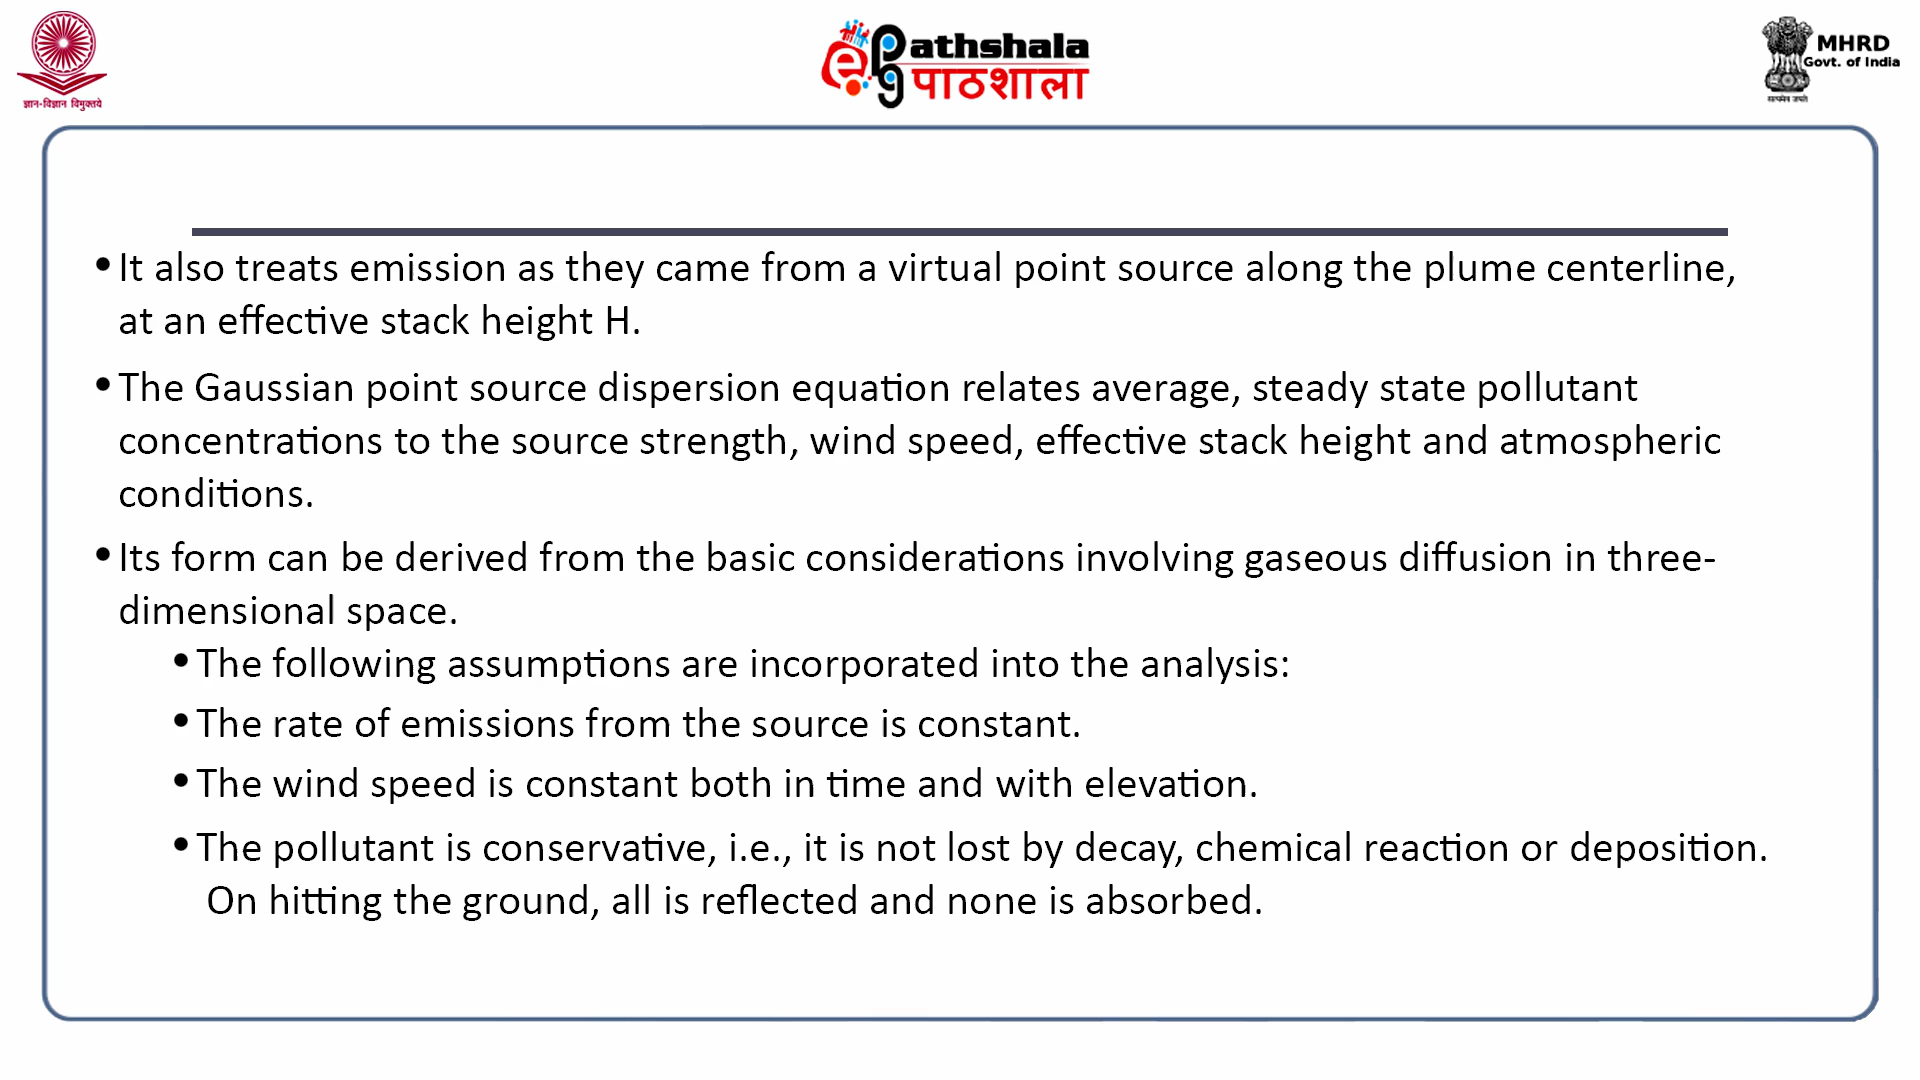 ज्ञान-विज्ञान विमुक्तये
ePG Pathshala
पाठशाला
MHRD
Govt. of India
सत्यमेव जयते
•It also treats emission as they came from a virtual point source along the plume centerline,
at an effective stack height H.
•The Gaussian point source dispersion equation relates average, steady state pollutant
concentrations to the source strength, wind speed, effective stack height and atmospheric
conditions.
•Its form can be derived from the basic considerations involving gaseous diffusion in three-
dimensional space.
•The following assumptions are incorporated into the analysis:
•The rate of emissions from the source is constant.
•The wind speed is constant both in time and with elevation.
•The pollutant is conservative, i.e., it is not lost by decay, chemical reaction or deposition.
On hitting the ground, all is reflected and none is absorbed.